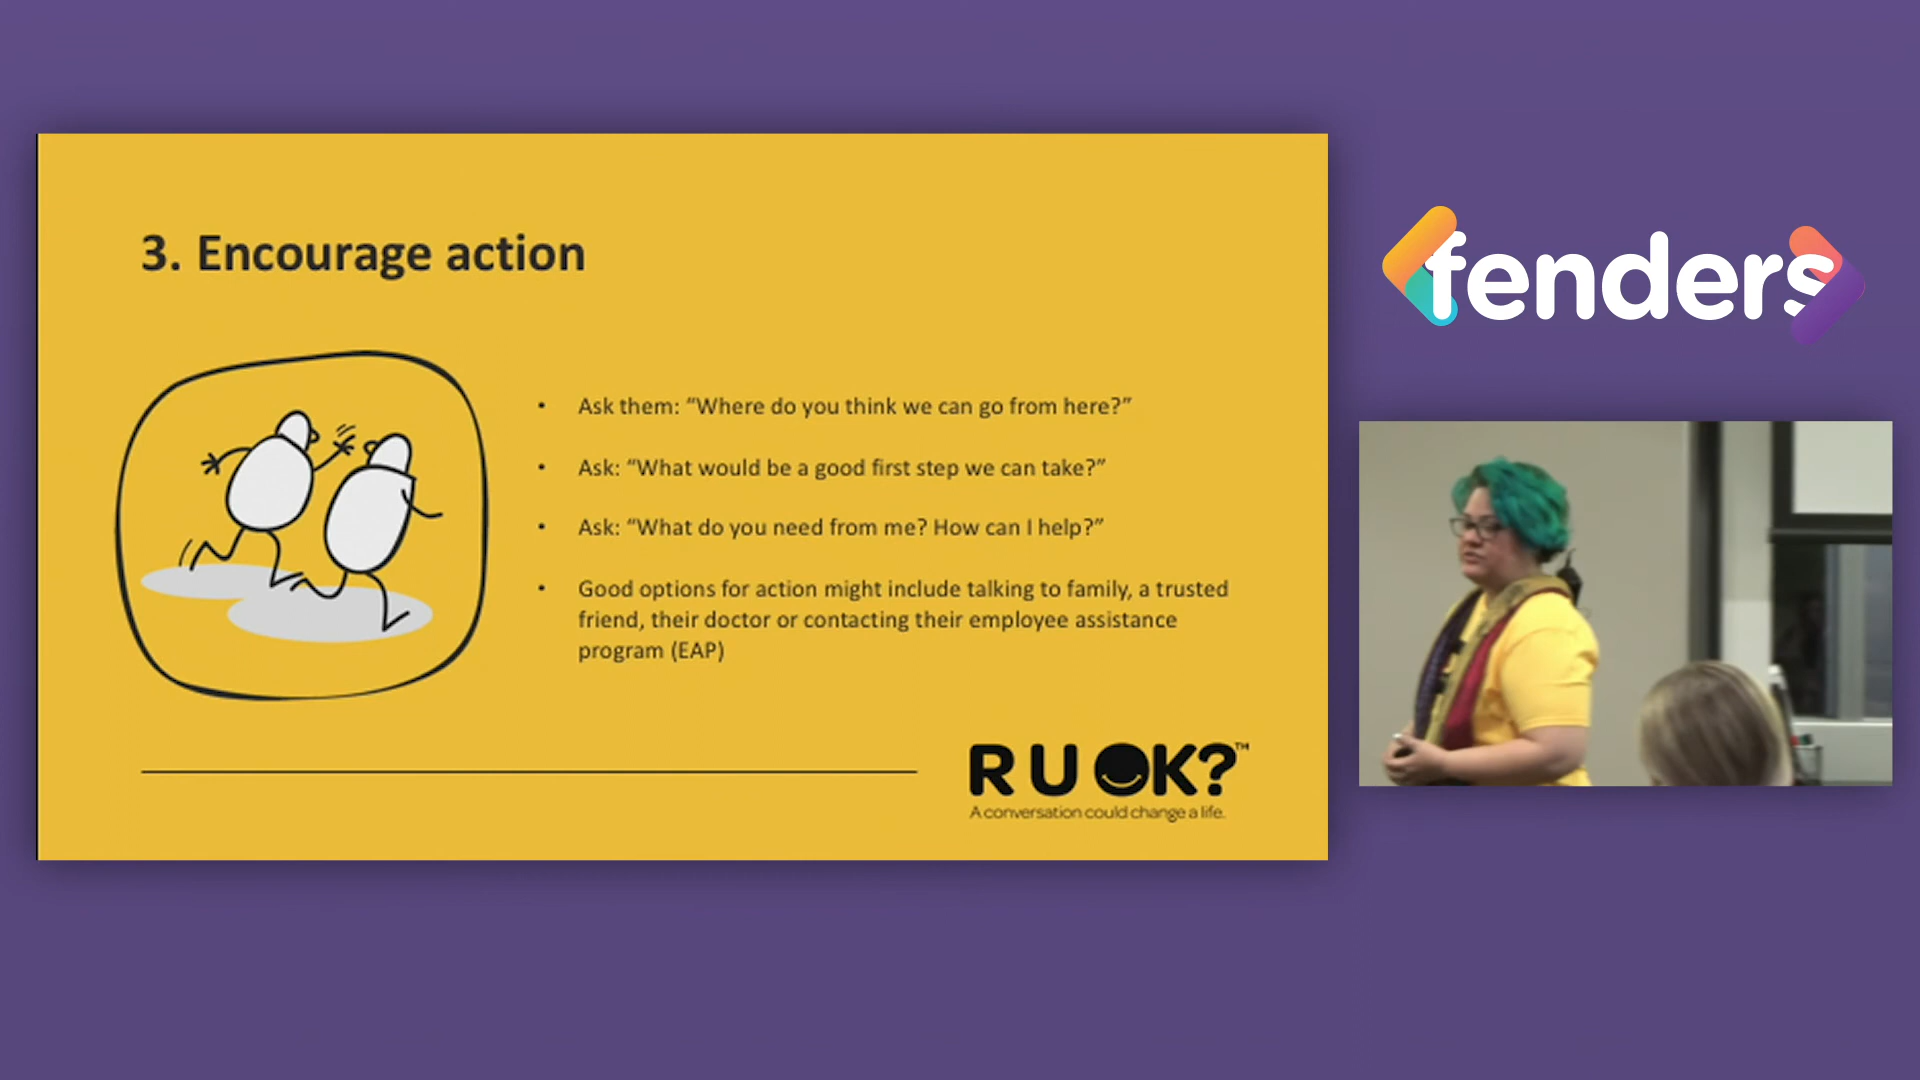 3. Encourage action
• Ask them: “Where do you think we can go from here?”
• Ask: “What would be a good first step we can take?”
• Ask: “What do you need from me? How can I help?”
• Good options for action might include talking to family, a trusted
friend, their doctor or contacting their employee assistance
program (EAP)
R U OK?™
A conversation could change a life.
fenders